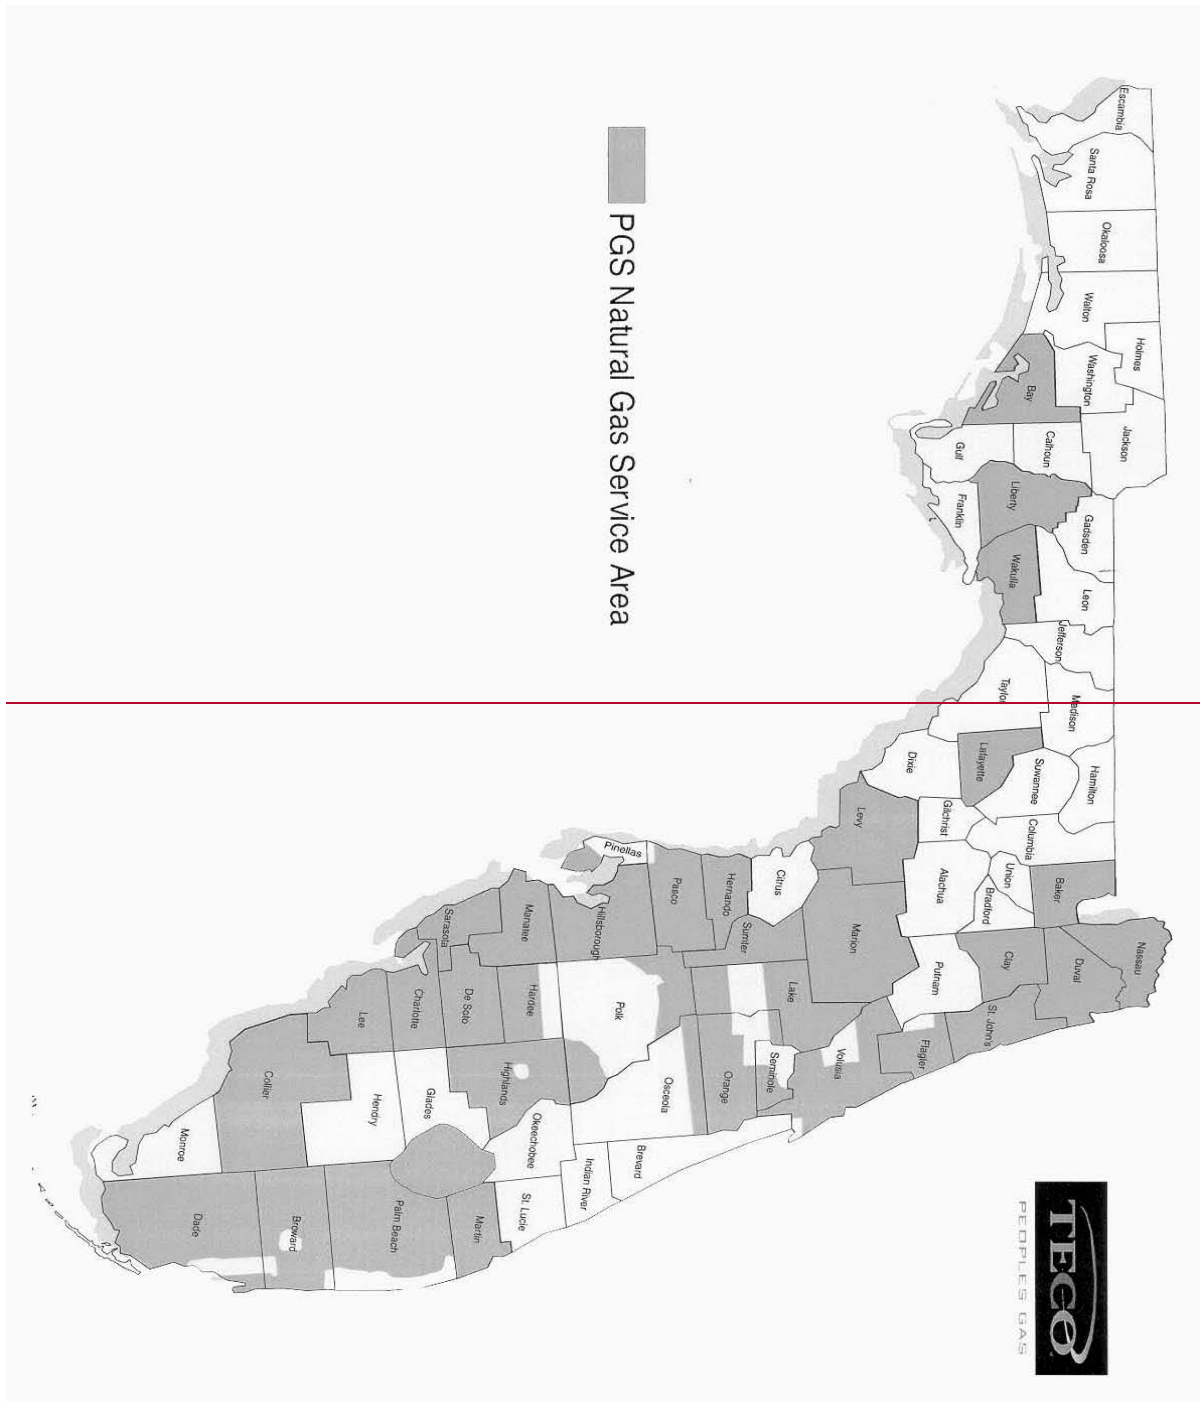 TECO
PEOPLES GAS
Escambia
Santa Rosa
Okaloosa
Walton
Holmes
Washington
Bay
Jackson
Calhoun
Gulf
Liberty
Franklin
Gadsden
Wakulla
Leon
Jefferson
Taylor
Madison
Lafayette
Dixie
Hamilton
Suwannee
Columbia
Gilchrist
Levy
Baker
Union
Bradford
Alachua
Nassau
Duval
Clay
St. John's
Putnam
Flagler
Marion
Citrus
Volusia
Hernando
Sumter
Lake
Seminole
Pasco
Orange
Pinellas
Hillsborough
Polk
Osceola
Brevard
Manatee
Hardee
Highlands
Okeechobee
Indian River
St. Lucie
Sarasota
De Soto
Charlotte
Glades
Martin
Lee
Hendry
Palm Beach
Collier
Broward
Monroe
Dade
PGS Natural Gas Service Area